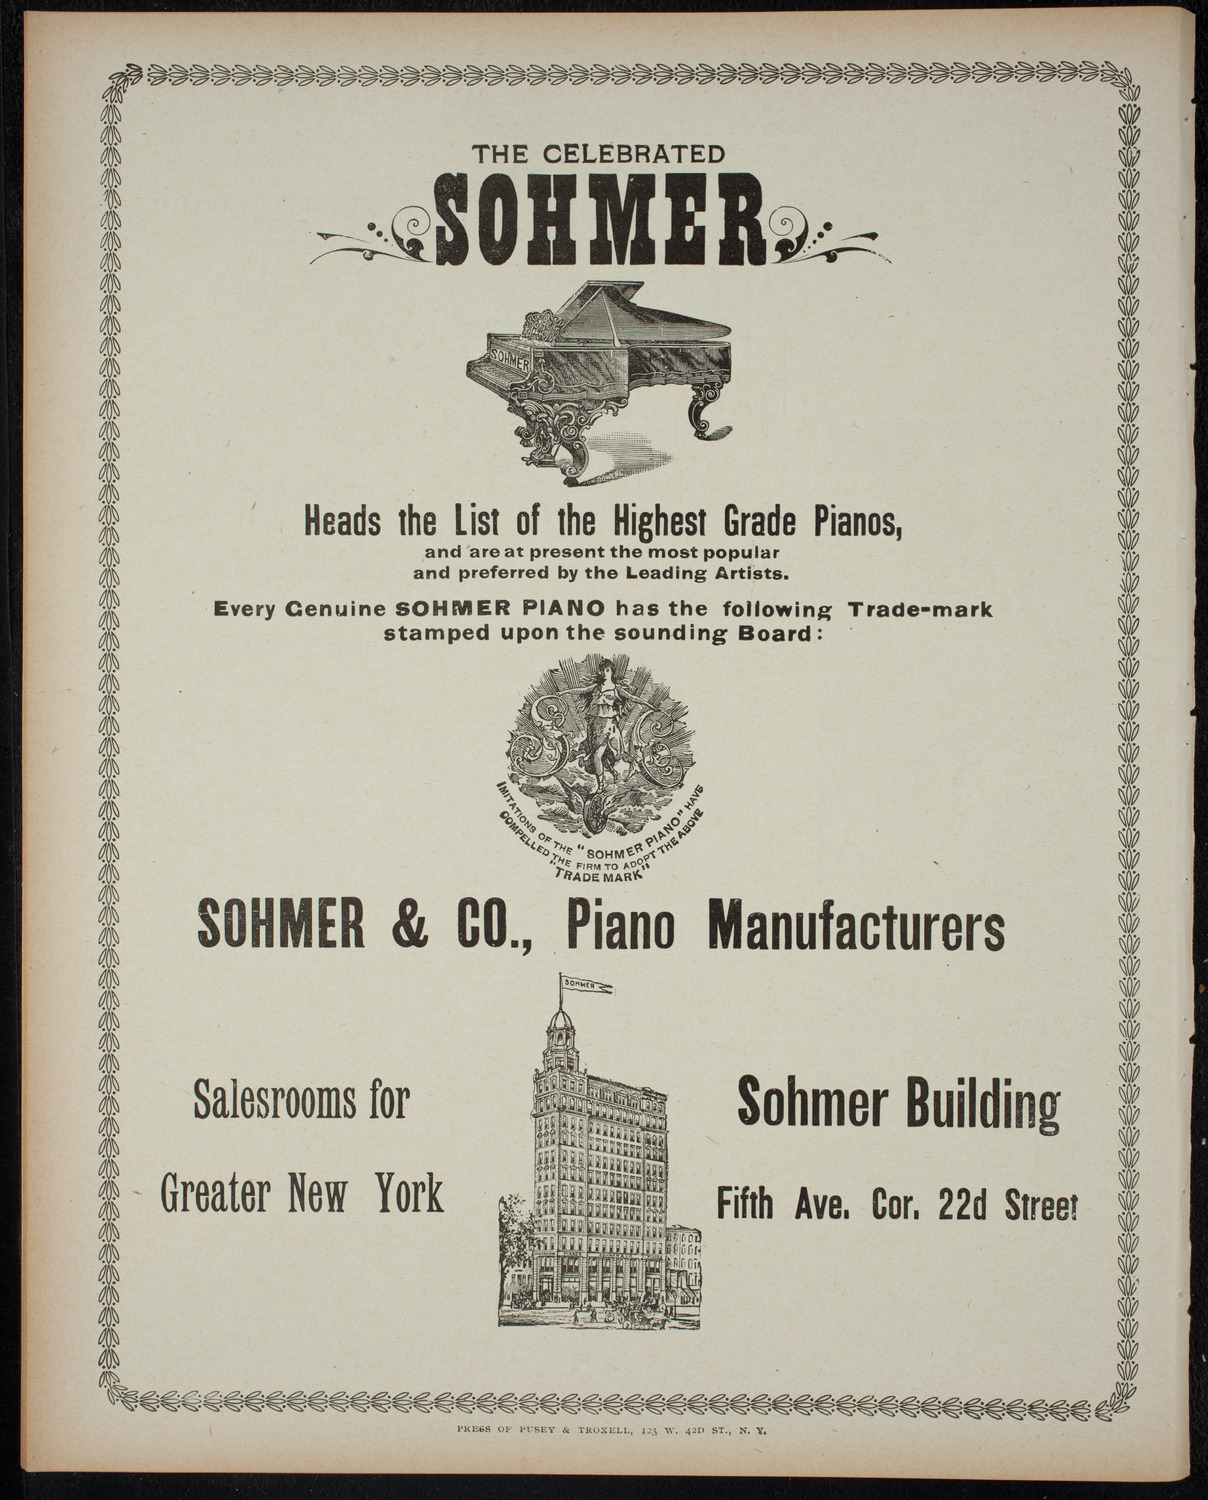 THE CELEBRATED
SOHMER
SOHMER
Heads the List of the Highest Grade Pianos,
and are at present the most popular
and preferred by the Leading Artists.
Every Genuine SOHMER PIANO has the following Trade-mark
stamped upon the sounding Board:
IMITATIONS OF THE "SOHMER PIANO" HAVE
COMPELLED THE FIRM TO ADOPT THE ABOVE
"TRADE MARK"
SOHMER & CO., Piano Manufacturers
SOHMER
Salesrooms for
Greater New York
Sohmer Building
Fifth Ave. Cor. 22d Street
PRESS OF PUSEY & TROXELL, 123 W. 42D ST., N. Y.